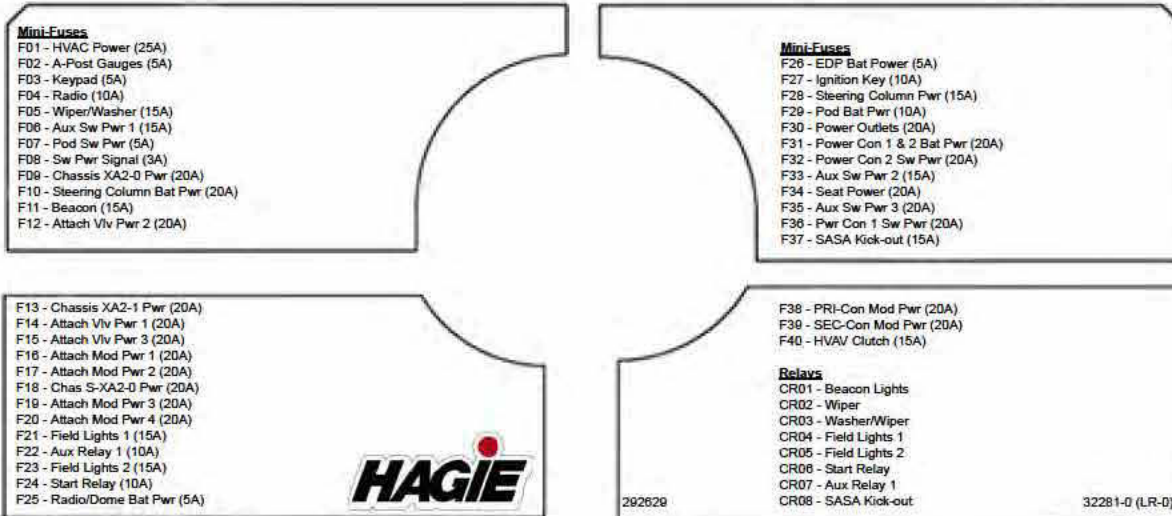 Mini-Fuses
F01 - HVAC Power (25A)
F02 - A-Post Gauges (5A)
F03 - Keypad (5A)
F04 - Radio (10A)
F05 - Wiper/Washer (15A)
F06 - Aux Sw Pwr 1 (15A)
F07 - Pod Sw Pwr (5A)
F08 - Sw Pwr Signal (3A)
F09 - Chassis XA2-0 Pwr (20A)
F10 - Steering Column Bat Pwr (20A)
F11 - Beacon (15A)
F12 - Attach Vlv Pwr 2 (20A)
F13 - Chassis XA2-1 Pwr (20A)
F14 - Attach Vlv Pwr 1 (20A)
F15 - Attach Vlv Pwr 3 (20A)
F16 - Attach Mod Pwr 1 (20A)
F17 - Attach Mod Pwr 2 (20A)
F18 - Chas S-XA2-0 Pwr (20A)
F19 - Attach Mod Pwr 3 (20A)
F20 - Attach Mod Pwr 4 (20A)
F21 - Field Lights 1 (15A)
F22 - Aux Relay 1 (10A)
F23 - Field Lights 2 (15A)
F24 - Start Relay (10A)
F25 - Radio/Dome Bat Pwr (5A)
HAGIE
Mini-Fuses
F26 - EDP Bat Power (5A)
F27 - Ignition Key (10A)
F28 - Steering Column Pwr (15A)
F29 - Pod Bat Pwr (10A)
F30 - Power Outlets (20A)
F31 - Power Con 1 & 2 Bat Pwr (20A)
F32 - Power Con 2 Sw Pwr (20A)
F33 - Aux Sw Pwr 2 (15A)
F34 - Seat Power (20A)
F35 - Aux Sw Pwr 3 (20A)
F36 - Pwr Con 1 Sw Pwr (20A)
F37 - SASA Kick-out (15A)
F38 - PRI-Con Mod Pwr (20A)
F39 - SEC-Con Mod Pwr (20A)
F40 - HVAV Clutch (15A)
Relays
CR01 - Beacon Lights
CR02 - Wiper
CR03 - Washer/Wiper
CR04 - Field Lights 1
CR05 - Field Lights 2
CR06 - Start Relay
CR07 - Aux Relay 1
CR08 - SASA Kick-out
292629
32281-0 (LR-0)